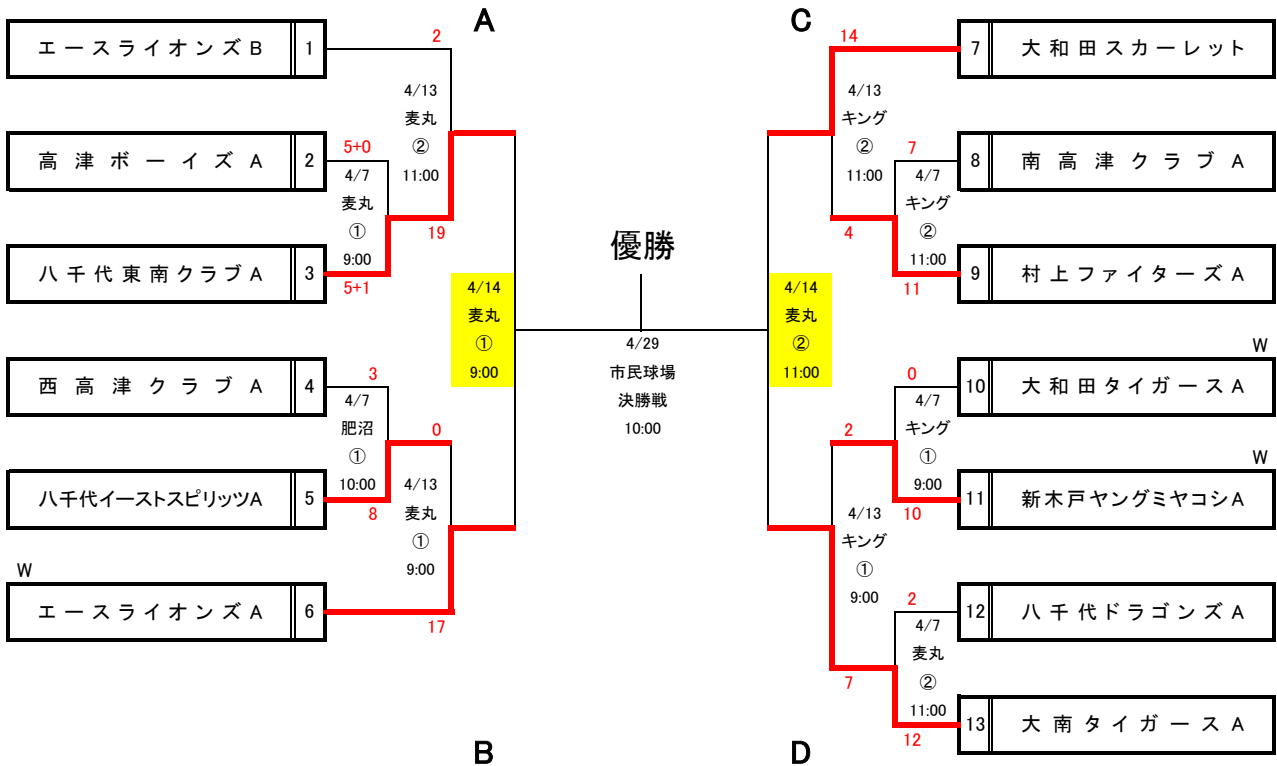 A
エースライオンズB 1
2
4/13
麦丸
②
11:00
高津ボーイズA 2
5+0
4/7
麦丸
①
9:00
19
八千代東南クラブA 3
5+1
4/14
麦丸
①
9:00
西高津クラブA 4
3
4/7
肥沼
①
10:00
0
八千代イーストスピリッツA 5
8
4/13
麦丸
①
9:00
W
エースライオンズA 6
17
B
優勝
4/29
市民球場
決勝戦
10:00
C
14
7 大和田スカーレット
4/13
キング
②
11:00
7
8 南高津クラブA
4/7
キング
②
11:00
4
9 村上ファイターズA
11
4/14
麦丸
②
11:00
W
0
10 大和田タイガースA
4/7
キング
①
9:00
2
W
11 新木戸ヤングミヤコシA
10
4/13
キング
①
9:00
2
12 八千代ドラゴンズA
4/7
麦丸
②
11:00
7
13 大南タイガースA
12
D